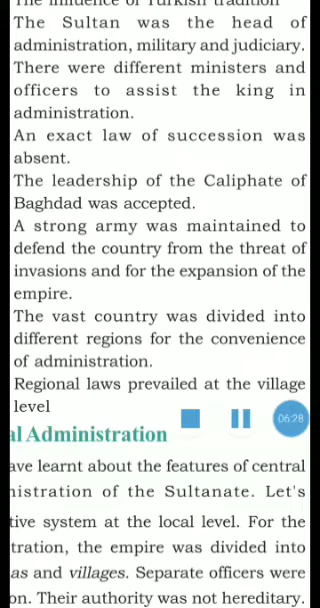 The influence of Turkish tradition
The Sultan was the head of
administration, military and judiciary.
There were different ministers and
officers to assist the king in
administration.
An exact law of succession was
absent.
The leadership of the Caliphate of
Baghdad was accepted.
A strong army was maintained to
defend the country from the threat of
invasions and for the expansion of the
empire.
The vast country was divided into
different regions for the convenience
of administration.
Regional laws prevailed at the village
level
06:28
al Administration
ave learnt about the features of central
nistration of the Sultanate. Let's
tive system at the local level. For the
tration, the empire was divided into
as and villages. Separate officers were
on. Their authority was not hereditary.